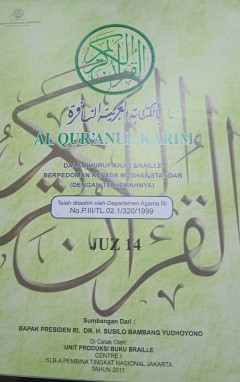 القرآن الكريم
بالكتابة العربية النافرة
AL QUR'ANUL KARIM
DALAM HURUF ARAB BRAILLE
BERPEDOMAN KEPADA MUSHAF STANDAR
(DENGAN TERJEMAHNYA)
Telah ditashih oleh Departemen Agama RI
No.P.III/TL.02.1/320/1999
JUZ 14
Sumbangan Dari :
BAPAK PRESIDEN RI. DR. H. SUSILO BAMBANG YUDHOYONO
Di Cetak Oleh:
UNIT PRODUKSI BUKU BRAILLE
CENTRE I
SLB-A PEMBINA TINGKAT NASIONAL JAKARTA
TAHUN 2011